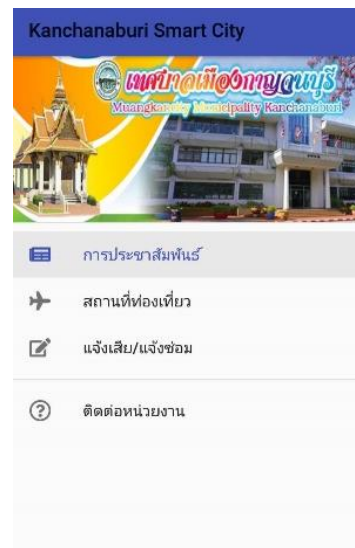 Kanchanaburi Smart City
เทศบาลเมืองกาญจนบุรี
Municipality Kanchanaburi
การประชาสัมพันธ์
สถานที่ท่องเที่ยว
แจ้งเสีย/แจ้งซ่อม
ติดต่อหน่วยงาน